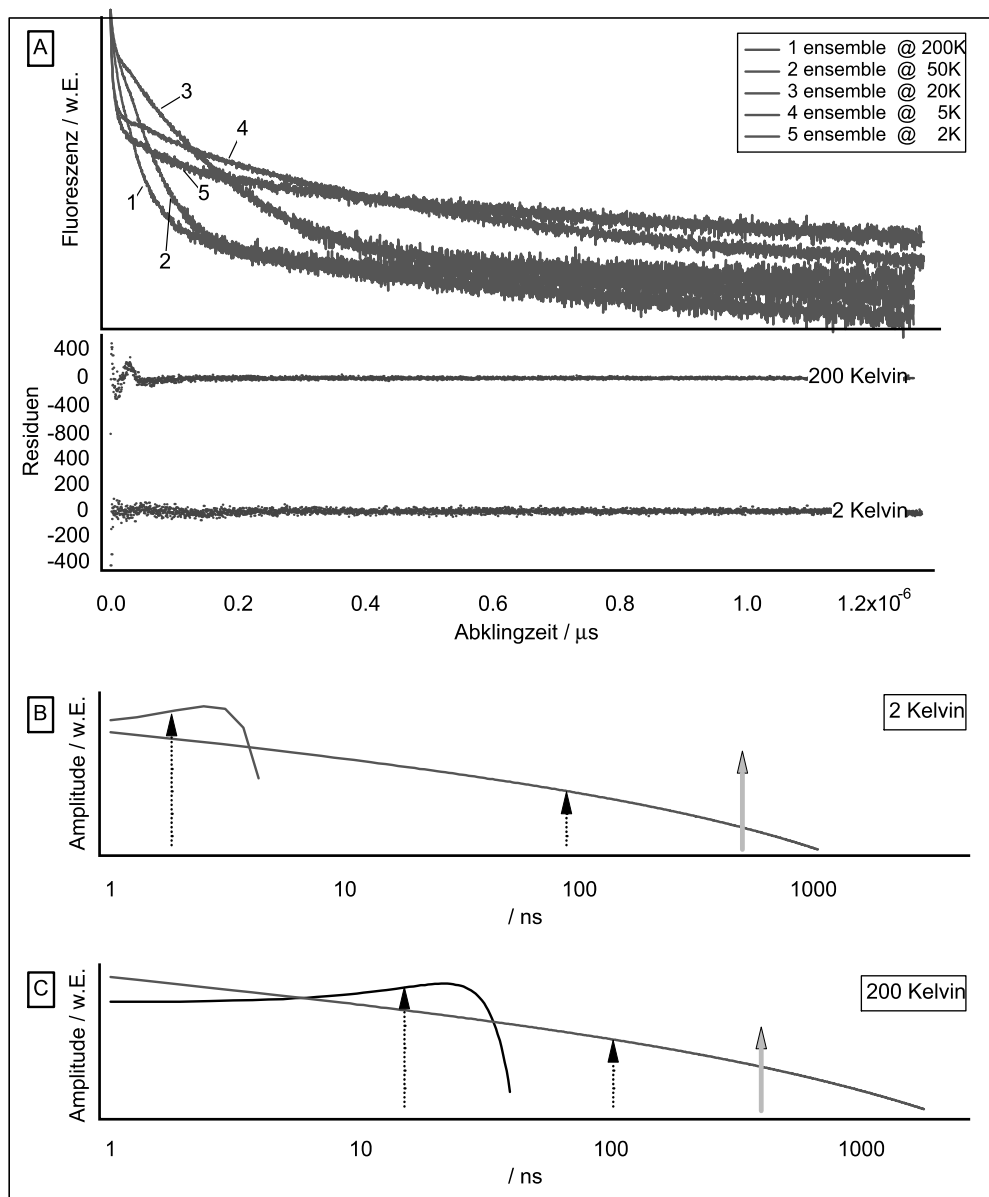 A
Fluoreszenz / w.E.
1 ensemble @ 200K
2 ensemble @ 50K
3 ensemble @ 20K
4 ensemble @ 5K
5 ensemble @ 2K
3
4
5
1
2
Residuen
400
0
-400
-800
200 Kelvin
400
200
0
-200
-400
2 Kelvin
0.0 0.2 0.4 0.6 0.8 1.0 1.2x10-6
Abklingzeit / µs
B
Amplitude / w.E.
2 Kelvin
1 10 100 1000
/ ns
C
Amplitude / w.E.
200 Kelvin
1 10 100 1000
/ ns